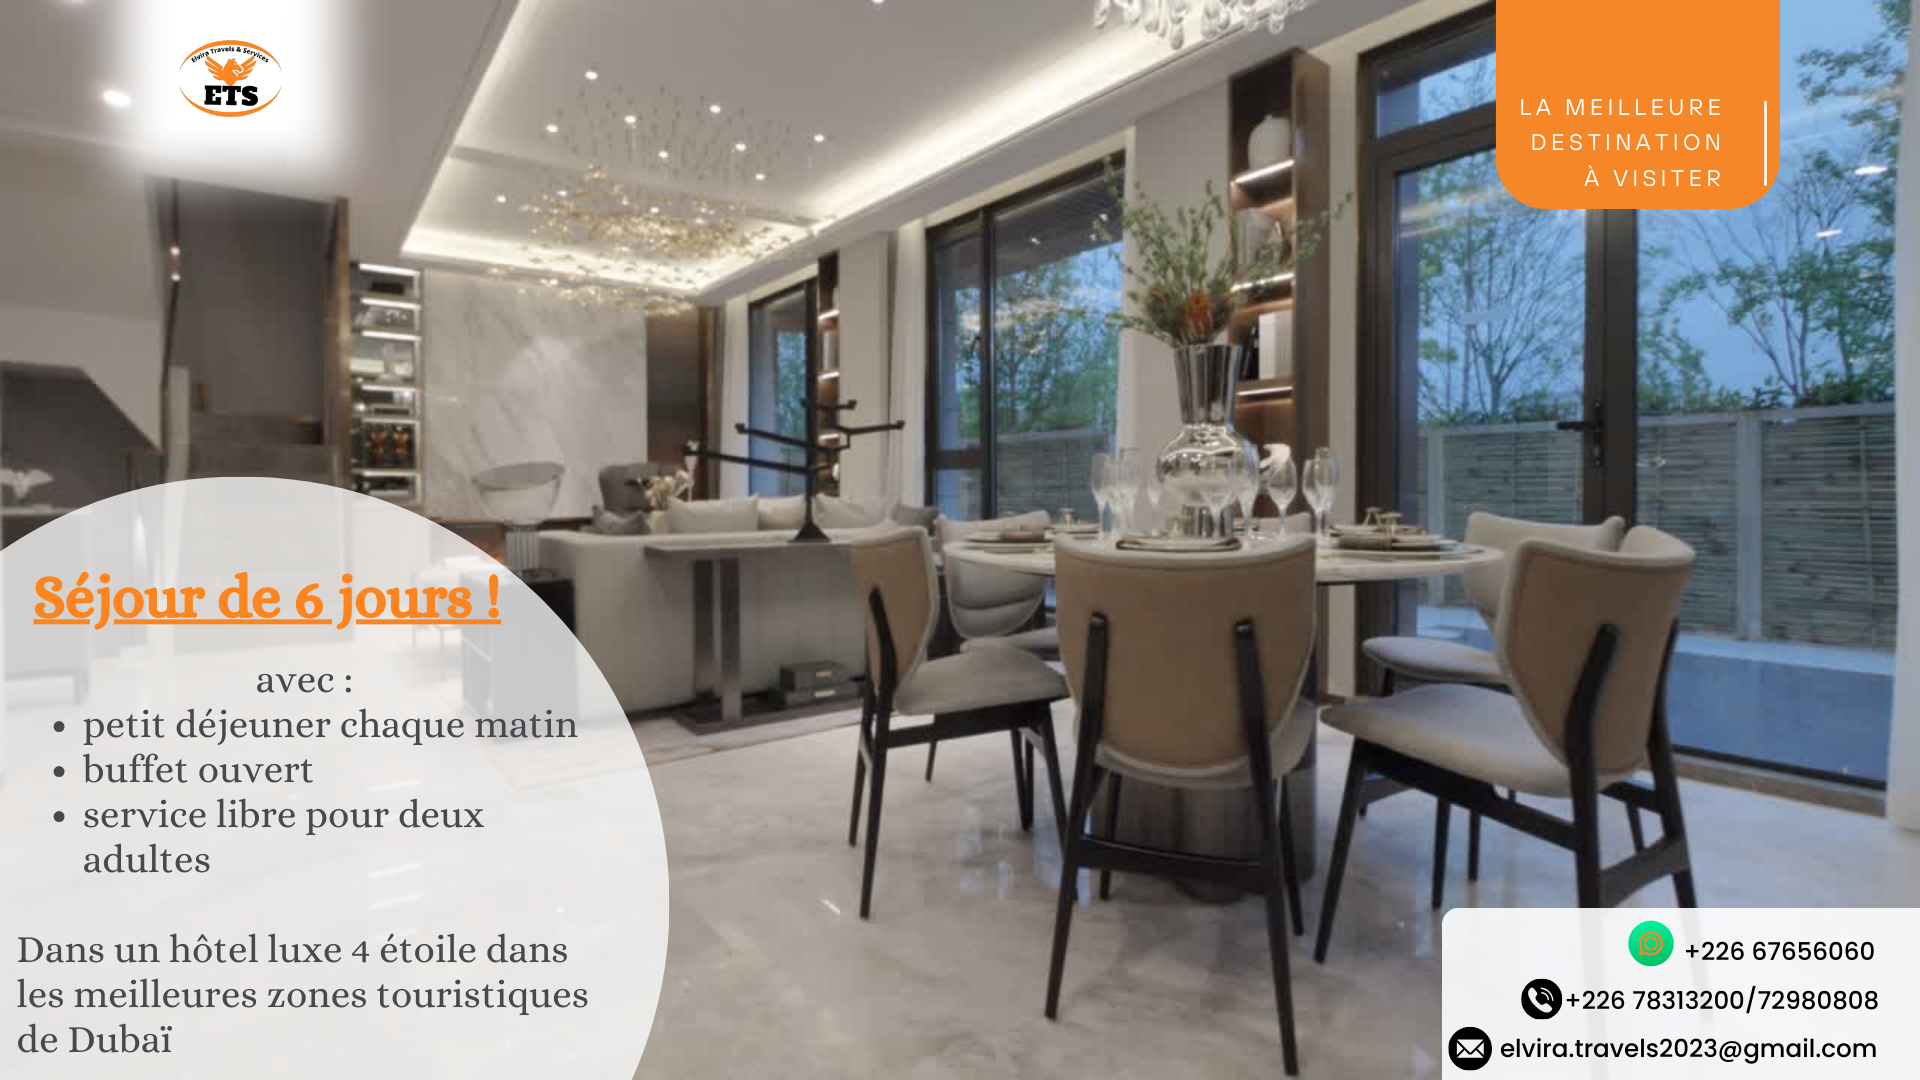 Elvira Travels & Services
ETS
LA MEILLEURE
DESTINATION
À VISITER
Séjour de 6 jours !
avec :
• petit déjeuner chaque matin
• buffet ouvert
• service libre pour deux
adultes
Dans un hôtel luxe 4 étoile dans
les meilleures zones touristiques
de Dubaï
+226 67656060
+226 78313200/72980808
elvira.travels2023@gmail.com